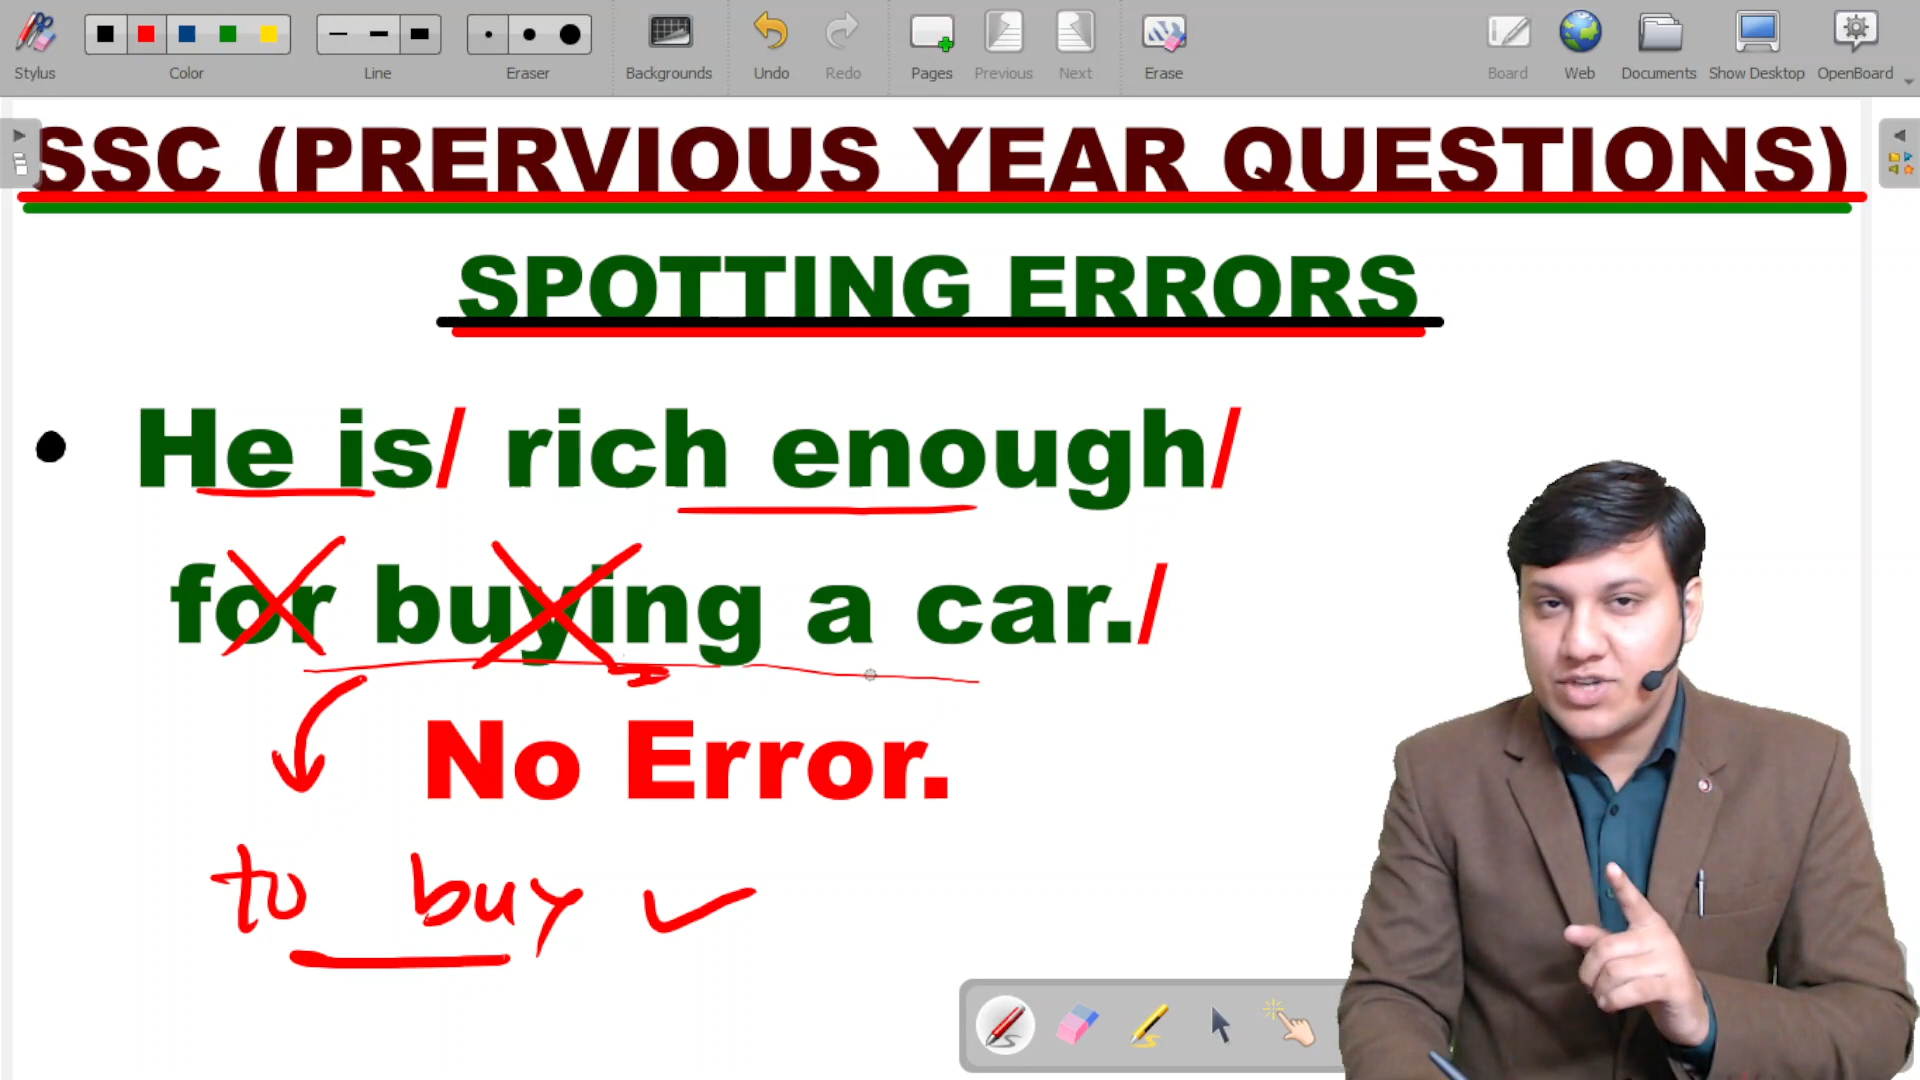 Stylus Color Line Eraser Backgrounds Undo Redo Pages Previous Next Erase Board Web Documents Show Desktop OpenBoard
SSC (PRERVIOUS YEAR QUESTIONS)
SPOTTING ERRORS
• He is/ rich enough/
for buying a car./
No Error.
to buy